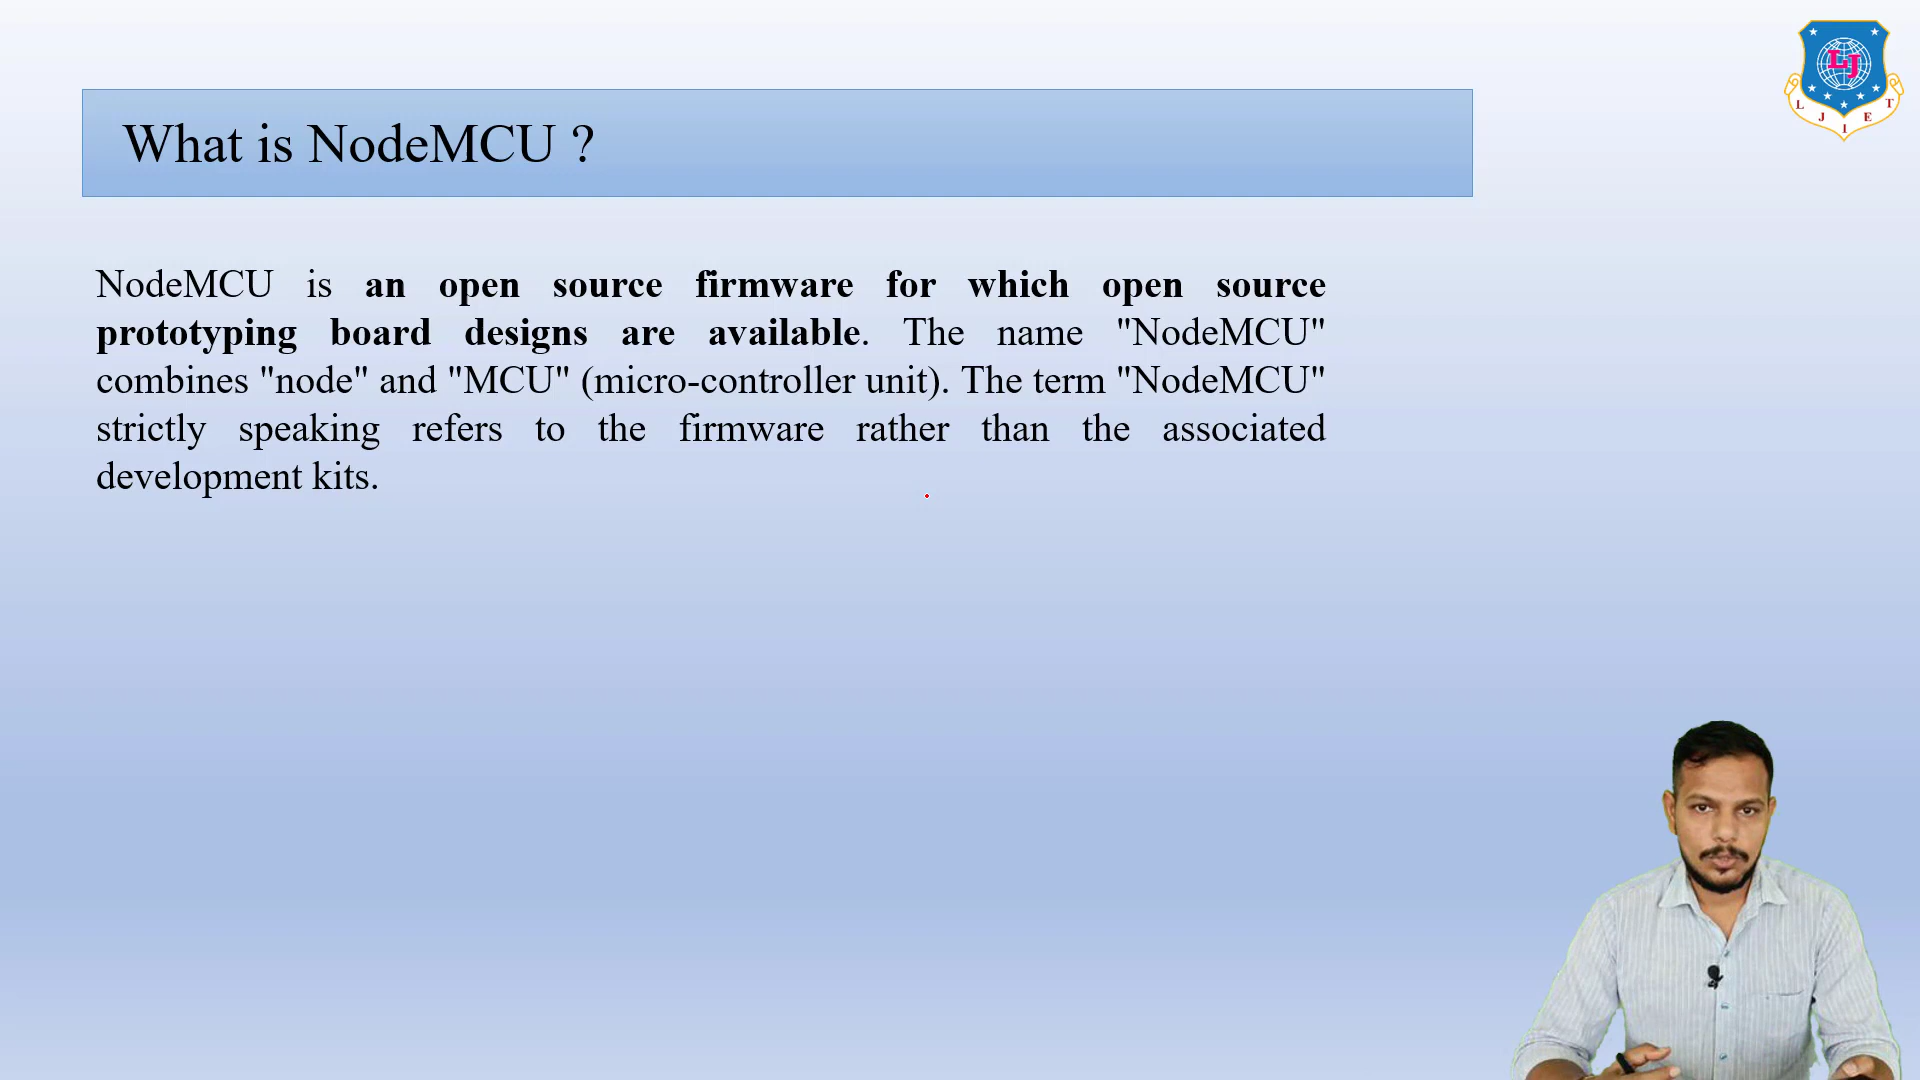 What is NodeMCU ?
NodeMCU is an open source firmware for which open source
prototyping board designs are available. The name "NodeMCU"
combines "node" and "MCU" (micro-controller unit). The term "NodeMCU"
strictly speaking refers to the firmware rather than the associated
development kits.
LJ
L J I E T